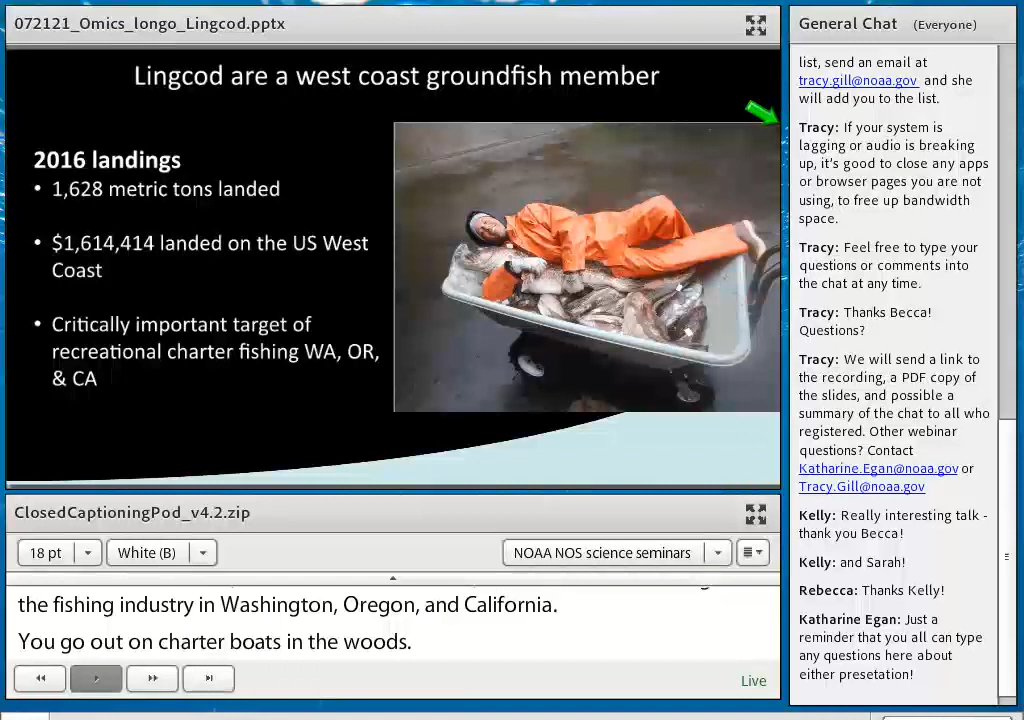 072121_Omics_longo_Lingcod.pptx
Lingcod are a west coast groundfish member
2016 landings
• 1,628 metric tons landed
• $1,614,414 landed on the US West
Coast
• Critically important target of
recreational charter fishing WA, OR,
& CA
ClosedCaptioningPod_v4.2.zip
18 pt
White (B)
NOAA NOS science seminars
the fishing industry in Washington, Oregon, and California.
You go out on charter boats in the woods.
Live
General Chat (Everyone)
list, send an email at
tracy.gill@noaa.gov and she
will add you to the list.
Tracy: If your system is
lagging or audio is breaking
up, it's good to close any apps
or browser pages you are not
using, to free up bandwidth
space.
Tracy: Feel free to type your
questions or comments into
the chat at any time.
Tracy: Thanks Becca!
Questions?
Tracy: We will send a link to
the recording, a PDF copy of
the slides, and possible a
summary of the chat to all who
registered. Other webinar
questions? Contact
Katharine.Egan@noaa.gov or
Tracy.Gill@noaa.gov
Kelly: Really interesting talk -
thank you Becca!
Kelly: and Sarah!
Rebecca: Thanks Kelly!
Katharine Egan: Just a
reminder that you all can type
any questions here about
either presetation!